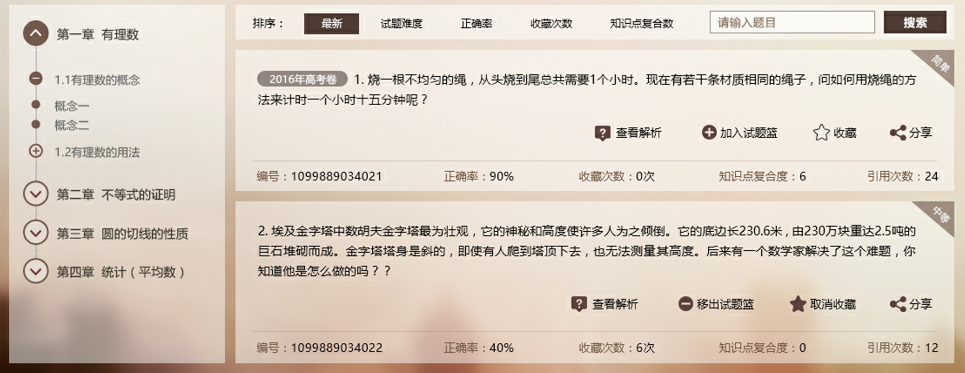 第一章 有理数
1.1有理数的概念
概念一
概念二
1.2有理数的用法
第二章 不等式的证明
第三章 圆的切线的性质
第四章 统计（平均数）
排序： 最新 试题难度 正确率 收藏次数 知识点复合数 请输入题目 搜索
简单
2016年高考卷 1. 烧一根不均匀的绳，从头烧到尾总共需要1个小时。现在有若干条材质相同的绳子，问如何用烧绳的方
法来计时一个小时十五分钟呢？
查看解析 加入试题篮 收藏 分享
编号：1099889034021 正确率：90% 收藏次数：0次 知识点复合度：6 引用次数：24
中等
2. 埃及金字塔中数胡夫金字塔最为壮观，它的神秘和高度使许多人为之倾倒。它的底边长230.6米，由230万块重达2.5吨的
巨石堆砌而成。金字塔塔身是斜的，即使有人爬到塔顶下去，也无法测量其高度。后来有一个数学家解决了这个难题，你
知道他是怎么做的吗？？
查看解析 移出试题篮 取消收藏 分享
编号：1099889034022 正确率：40% 收藏次数：6次 知识点复合度：0 引用次数：12